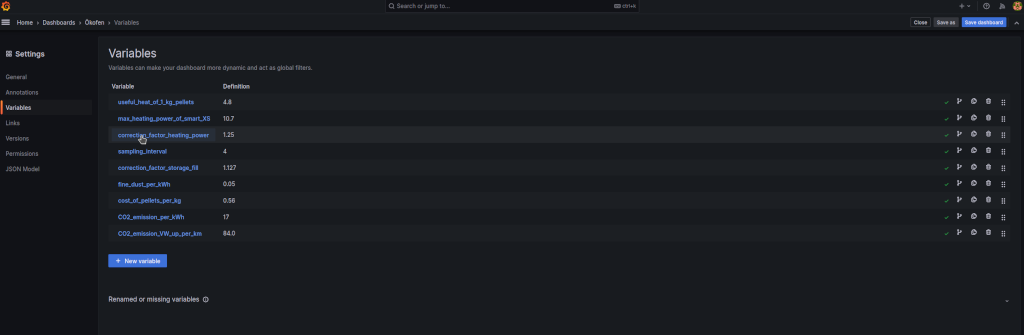 Search or jump to...
ctrl+k
Home › Dashboards › Ökofen › Variables
Close
Save as
Save dashboard
Settings
General
Annotations
Variables
Links
Versions
Permissions
JSON Model
Variables
Variables can make your dashboard more dynamic and act as global filters.
Variable Definition
useful_heat_of_1_kg_pellets 4.8
max_heating_power_of_smart_XS 10.7
correction_factor_heating_power 1.25
sampling_interval 4
correction_factor_storage_fill 1.127
fine_dust_per_kWh 0.05
cost_of_pellets_per_kg 0.56
CO2_emission_per_kWh 17
CO2_emission_VW_up_per_km 84.0
+ New variable
Renamed or missing variables